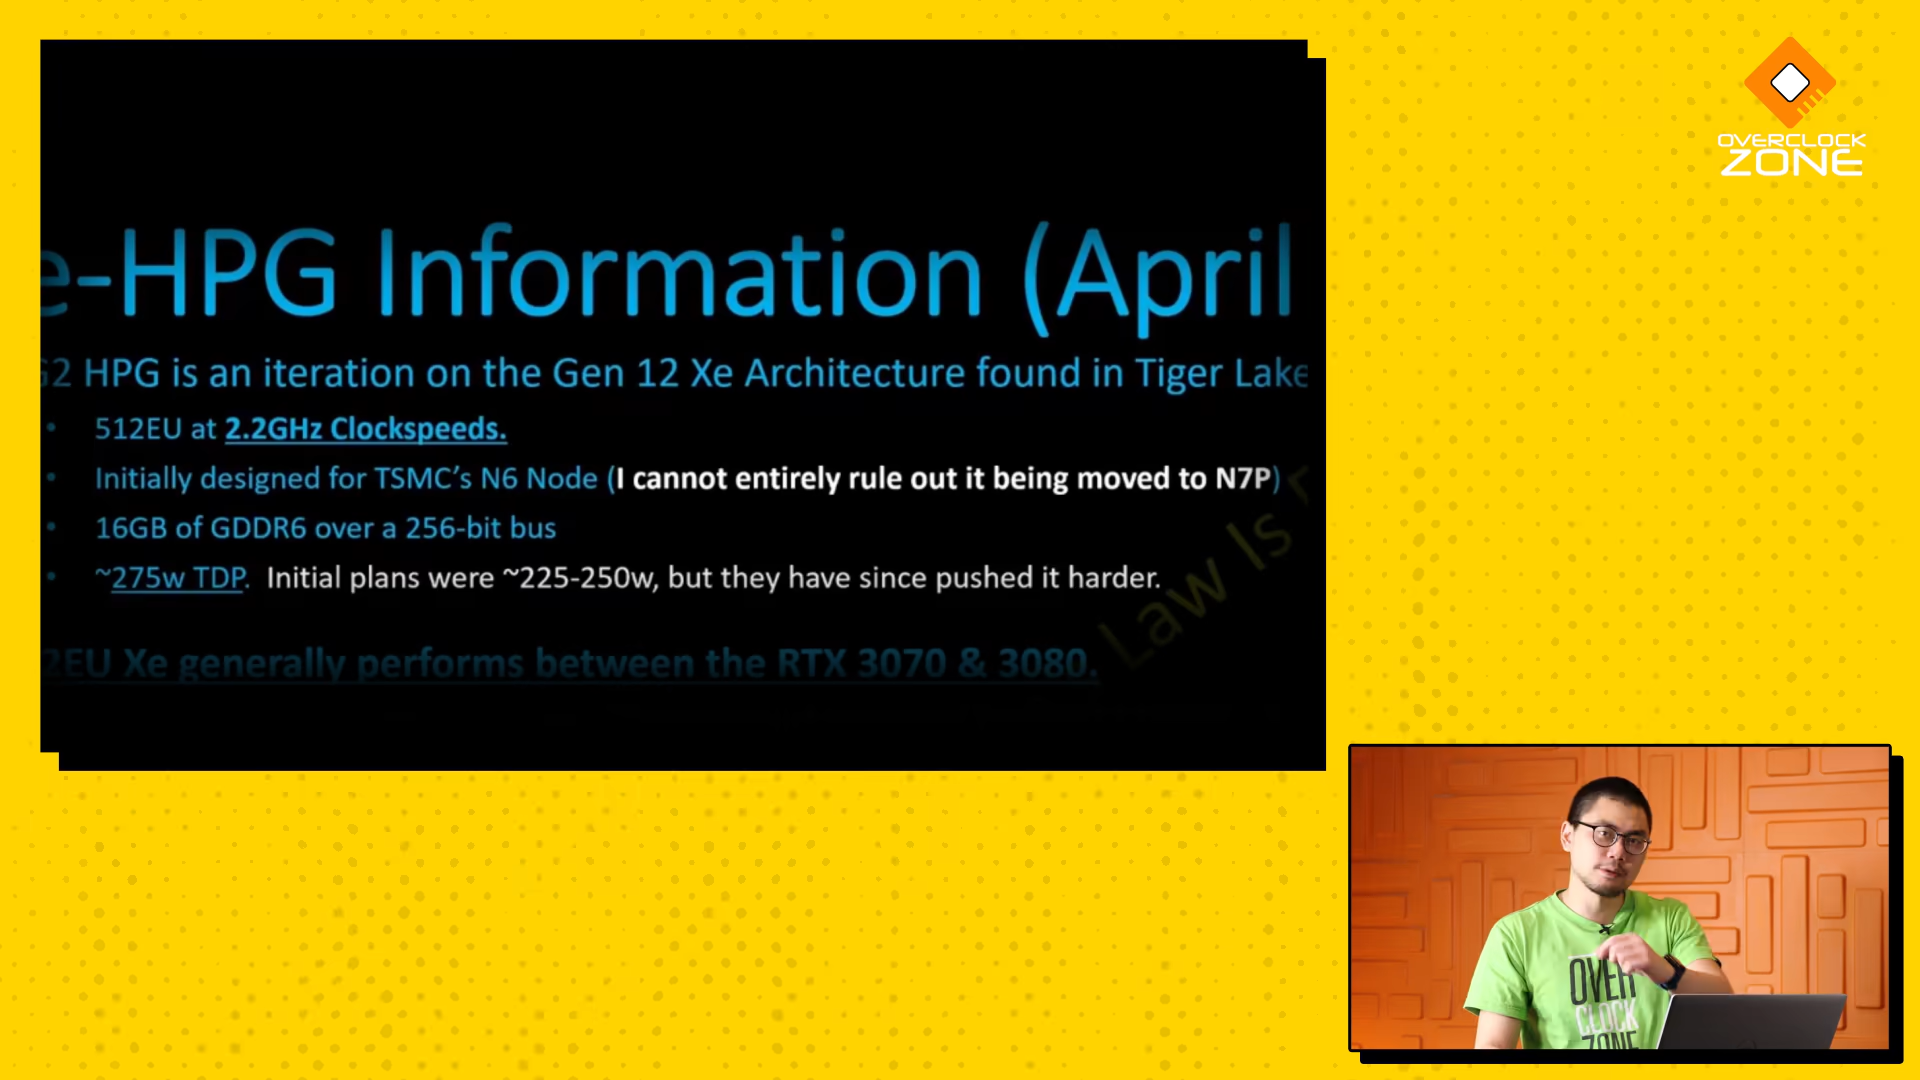 e-HPG Information (April
G2 HPG is an iteration on the Gen 12 Xe Architecture found in Tiger Lake
• 512EU at 2.2GHz Clockspeeds.
• Initially designed for TSMC’s N6 Node (I cannot entirely rule out it being moved to N7P)
• 16GB of GDDR6 over a 256-bit bus
• ~275w TDP. Initial plans were ~225-250w, but they have since pushed it harder.
2EU Xe generally performs between the RTX 3070 & 3080.
Law Is
OVERCLOCK
ZONE
OVER
CLOCK
ZONE